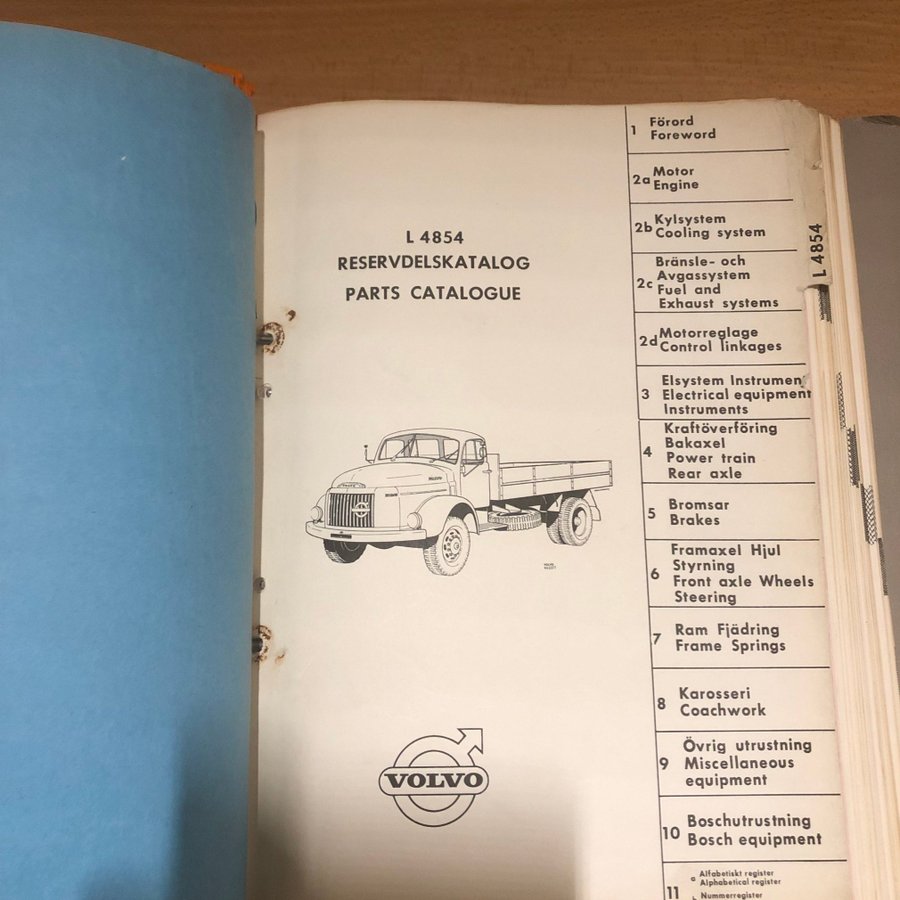 L 4854
RESERVDELSKATALOG
PARTS CATALOGUE
VOLVO
1 Förord
Foreword
2a Motor
Engine
2b Kylsystem
Cooling system
2c Bränsle- och
Avgassystem
Fuel and
Exhaust systems
2d Motorreglage
Control linkages
3 Elsystem Instrument
Electrical equipment
Instruments
4 Kraftöverföring
Bakaxel
Power train
Rear axle
5 Bromsar
Brakes
6 Framaxel Hjul
Styrning
Front axle Wheels
Steering
7 Ram Fjädring
Frame Springs
8 Karosseri
Coachwork
9 Övrig utrustning
Miscellaneous
equipment
10 Boschutrustning
Bosch equipment
11 a Alfabetiskt register
Alphabetical register
Nummerregister
L 4854